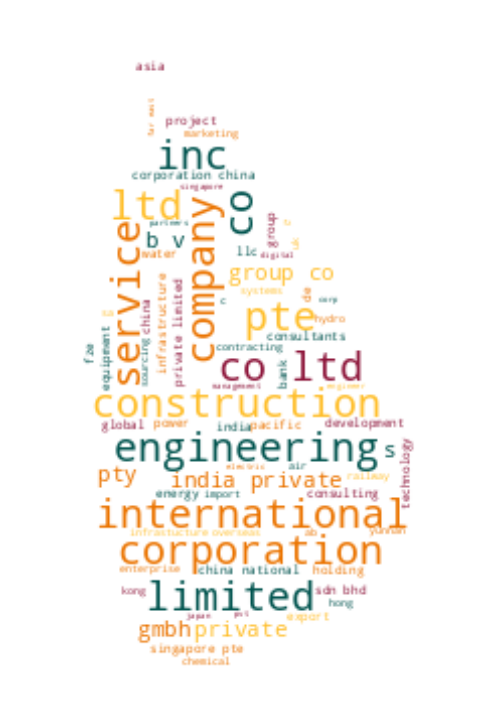 asia
far east
project
marketing
inc
corporation china
singapore
ltd
co
company
service
partners
group
b v
water
llc
digital
group co
systems
de
corp
c
infrastructure
private limited
china
pte
hydro
consultants
contracting
sourcing
equipment
fze
co ltd
bank
management
engineer
construction
global
power
india
pacific
development
engineering
s
technology
electric
air
pty
india private
railway
energy
import
consulting
international
infrastucture
overseas
ab
yunnan
corporation
enterprise
china national
holding
kong
limited
sdn bhd
hong
japan
pvt
export
gmbh
private
singapore pte
chemical